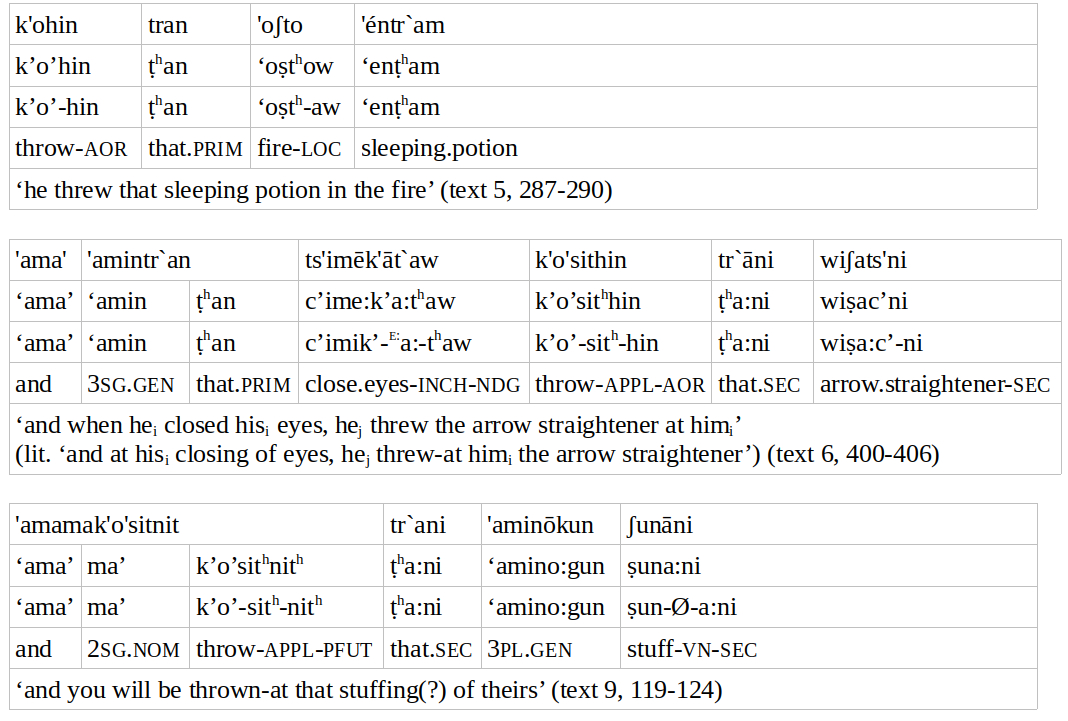 k'ohin tran 'oʃto 'éntr`am
k’o’hin ṭʰan ‘oṣtʰow ‘enṭʰam
k’o’-hin ṭʰan ‘oṣtʰ-aw ‘enṭʰam
throw-AOR that.PRIM fire-LOC sleeping.potion
‘he threw that sleeping potion in the fire’ (text 5, 287-290)
'ama' 'amintr`an ts'imēk'āt`aw k'o'sithin tr`āni wiʃats'ni
‘ama’ ‘amin ṭʰan c’ime:k’a:tʰaw k’o’sitʰhin ṭʰa:ni wiṣac’ni
‘ama’ ‘amin ṭʰan c’imik’-ᴱ:a:-tʰaw k’o’-sitʰ-hin ṭʰa:ni wiṣa:c’-ni
and 3SG.GEN that.PRIM close.eyes-INCH-NDG throw-APPL-AOR that.SEC arrow.straightener-SEC
‘and when heᵢ closed hisᵢ eyes, heⱼ threw the arrow straightener at himᵢ’
(lit. ‘and at hisᵢ closing of eyes, heⱼ threw-at himᵢ the arrow straightener’) (text 6, 400-406)
'amamak'o'sitnit tr`ani 'aminōkun ʃunāni
‘ama’ ma’ k’o’sitʰnitʰ ṭʰa:ni ‘amino:gun ṣuna:ni
‘ama’ ma’ k’o’-sitʰ-nitʰ ṭʰa:ni ‘amino:gun ṣun-Ø-a:ni
and 2SG.NOM throw-APPL-PFUT that.SEC 3PL.GEN stuff-VN-SEC
‘and you will be thrown-at that stuffing(?) of theirs’ (text 9, 119-124)